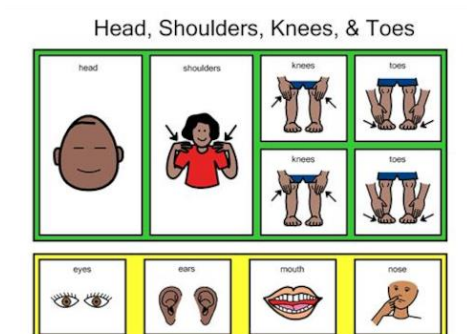 Head, Shoulders, Knees, & Toes
head
shoulders
knees
toes
knees
toes
eyes
ears
mouth
nose